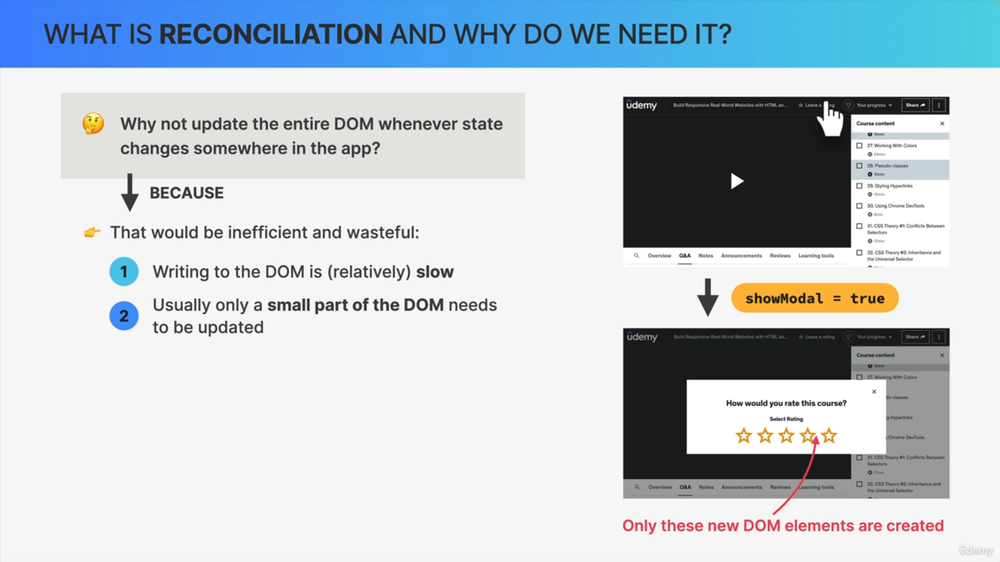 WHAT IS RECONCILIATION AND WHY DO WE NEED IT?
Why not update the entire DOM whenever state
changes somewhere in the app?
BECAUSE
That would be inefficient and wasteful:
1 Writing to the DOM is (relatively) slow
2 Usually only a small part of the DOM needs
to be updated
ûdemy Build Responsive Real-World Websites with HTML an... Leave a ng Your progress Share
Course content
15min
27. Working With Colors
24min
28. Pseudo-classes
10min
29. Styling Hyperlinks
10min
30. Using Chrome DevTools
8min
31. CSS Theory #1: Conflicts Between
Selectors
17min
32. CSS Theory #2: Inheritance and
the Universal Selector
Overview Q&A Notes Announcements Reviews Learning tools
showModal = true
ûdemy Build Responsive Real-World Websites with HTML an... Leave a rating Your progress Share
Course content
15min
27. Working With Colors
do-classes
g Hyperlinks
Chrome DevTools
31. CSS Theory #1: Conflicts Between
Selectors
17min
32. CSS Theory #2: Inheritance and
the Universal Selector
How would you rate this course?
Select Rating
Overview Q&A Notes Announcements Reviews Learning tools
Only these new DOM elements are created
ûdemy